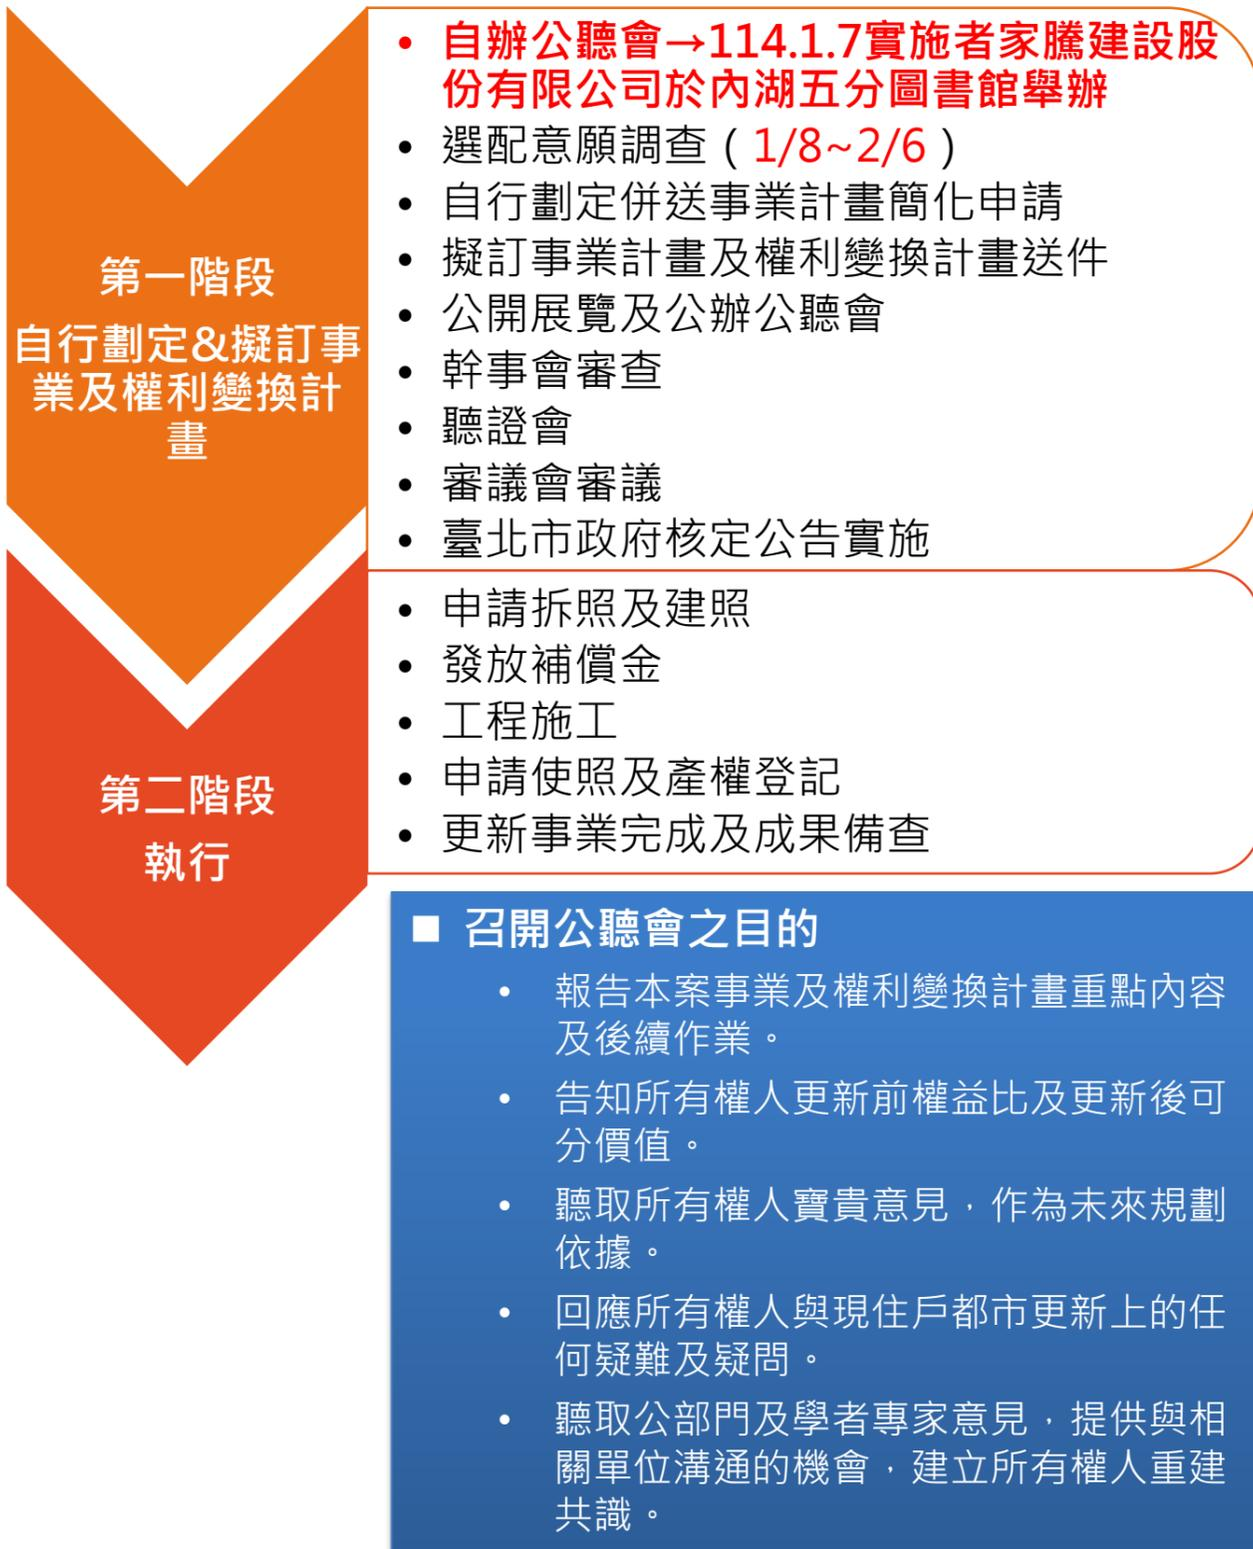 第一階段
自行劃定&擬訂事
業及權利變換計
畫
• 自辦公聽會→114.1.7實施者家騰建設股
份有限公司於內湖五分圖書館舉辦
• 選配意願調查（1/8~2/6）
• 自行劃定併送事業計畫簡化申請
• 擬訂事業計畫及權利變換計畫送件
• 公開展覽及公辦公聽會
• 幹事會審查
• 聽證會
• 審議會審議
• 臺北市政府核定公告實施
第二階段
執行
• 申請拆照及建照
• 發放補償金
• 工程施工
• 申請使照及產權登記
• 更新事業完成及成果備查
■ 召開公聽會之目的
• 報告本案事業及權利變換計畫重點內容
及後續作業。
• 告知所有權人更新前權益比及更新後可
分價值。
• 聽取所有權人寶貴意見，作為未來規劃
依據。
• 回應所有權人與現住戶都市更新上的任
何疑難及疑問。
• 聽取公部門及學者專家意見，提供與相
關單位溝通的機會，建立所有權人重建
共識。